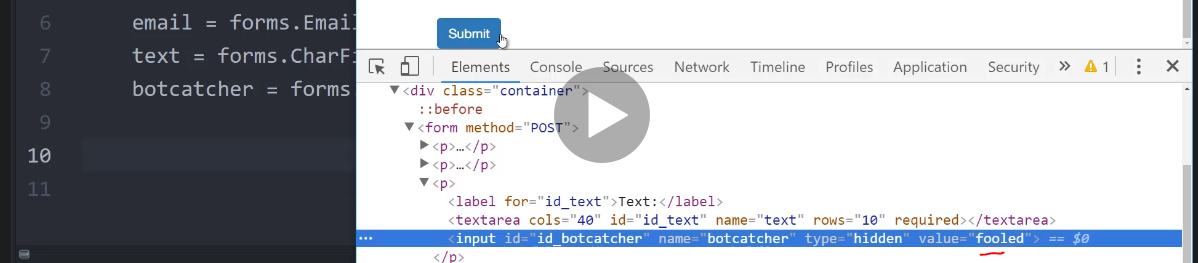 6 email = forms.Email
7 text = forms.CharFi
8 botcatcher = forms.
9
10
11
Submit
Elements Console Sources Network Timeline Profiles Application Security » 1
<div class="container">
::before
<form method="POST">
<p>…</p>
<p>…</p>
<p>
<label for="id_text">Text:</label>
<textarea cols="40" id="id_text" name="text" rows="10" required></textarea>
… <input id="id_botcatcher" name="botcatcher" type="hidden" value="fooled"> == $0
</p>